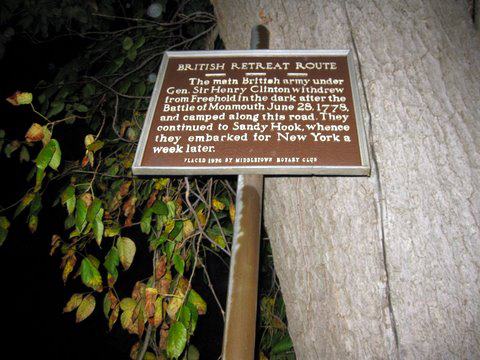 BRITISH RETREAT ROUTE
The main British army under
Gen. Sir Henry Clinton withdrew
from Freehold in the dark after the
Battle of Monmouth June 28, 1778,
and camped along this road. They
continued to Sandy Hook, whence
they embarked for New York a
week later.
PLACED 1976 BY MIDDLETOWN ROTARY CLUB